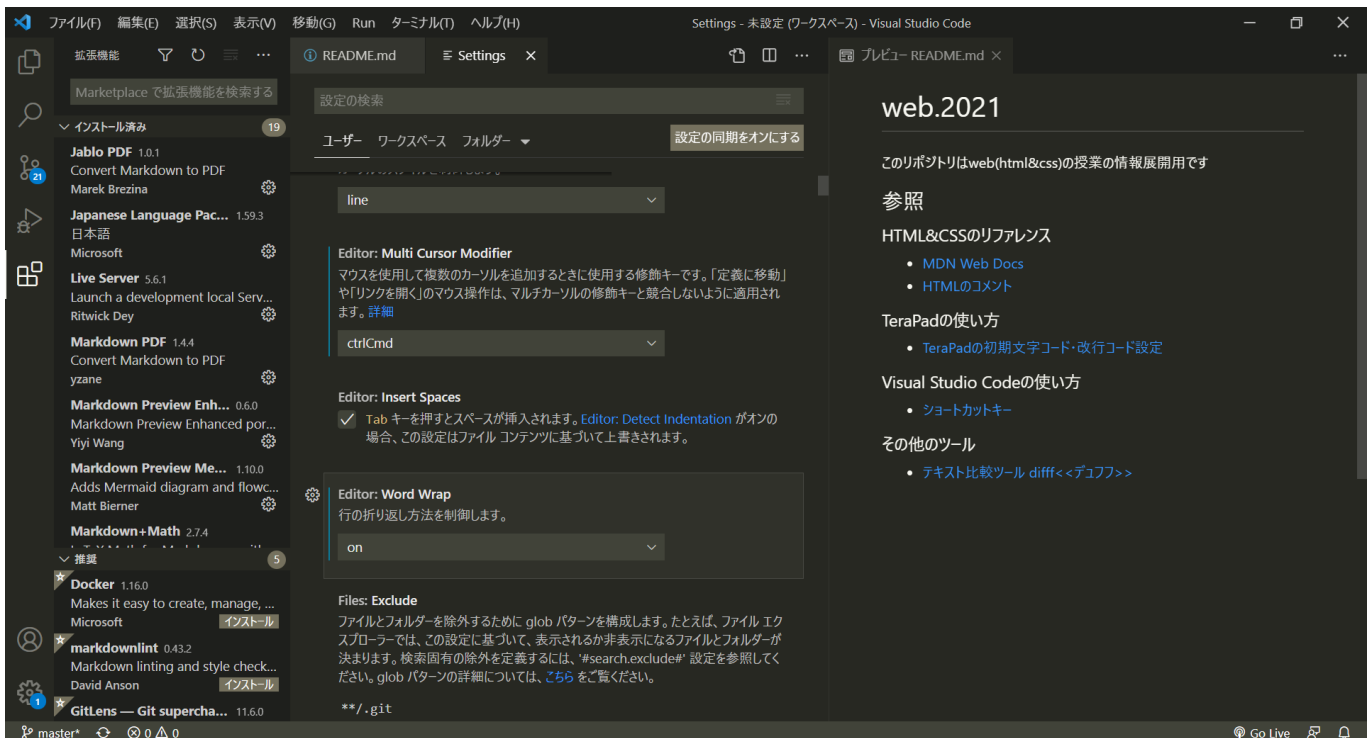 ファイル(F) 編集(E) 選択(S) 表示(V) 移動(G) Run ターミナル(T) ヘルプ(H) Settings - 未設定 (ワークスペース) - Visual Studio Code
拡張機能
Marketplace で拡張機能を検索する
インストール済み 19
Jablo PDF 1.0.1
Convert Markdown to PDF
Marek Brezina
Japanese Language Pac... 1.59.3
日本語
Microsoft
Live Server 5.6.1
Launch a development local Serv...
Ritwick Dey
Markdown PDF 1.4.4
Convert Markdown to PDF
yzane
Markdown Preview Enh... 0.6.0
Markdown Preview Enhanced por...
Yiyi Wang
Markdown Preview Me... 1.10.0
Adds Mermaid diagram and flowc...
Matt Bierner
Markdown+Math 2.7.4
推奨 5
Docker 1.16.0
Makes it easy to create, manage, ...
Microsoft インストール
markdownlint 0.43.2
Markdown linting and style check...
David Anson インストール
GitLens — Git supercha... 11.6.0
21
1
README.md
Settings
設定の検索
ユーザー ワークスペース フォルダー
設定の同期をオンにする
line
Editor: Multi Cursor Modifier
マウスを使用して複数のカーソルを追加するときに使用する修飾キーです。「定義に移動」
や「リンクを開く」のマウス操作は、マルチカーソルの修飾キーと競合しないように適用され
ます。詳細
ctrlCmd
Editor: Insert Spaces
Tab キーを押すとスペースが挿入されます。Editor: Detect Indentation がオンの
場合、この設定はファイル コンテンツに基づいて上書きされます。
Editor: Word Wrap
行の折り返し方法を制御します。
on
Files: Exclude
ファイルとフォルダーを除外するために glob パターンを構成します。たとえば、ファイル エク
スプローラーでは、この設定に基づいて、表示されるか非表示になるファイルとフォルダーが
決まります。検索固有の除外を定義するには、'#search.exclude#' 設定を参照してく
ださい。glob パターンの詳細については、こちら をご覧ください。
**/.git
プレビュー README.md
web.2021
このリポジトリはweb(html&css)の授業の情報展開用です
参照
HTML&CSSのリファレンス
MDN Web Docs
HTMLのコメント
TeraPadの使い方
TeraPadの初期文字コード・改行コード設定
Visual Studio Codeの使い方
ショートカットキー
その他のツール
テキスト比較ツール difff<<デュフフ>>
master* 0 0
Go Live